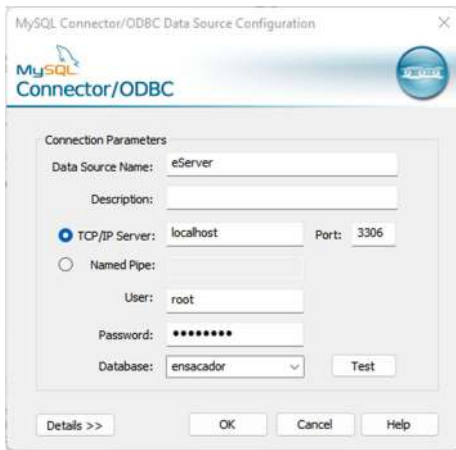 MySQL Connector/ODBC Data Source Configuration
MySQL
Connector/ODBC
Connection Parameters
Data Source Name: eServer
Description:
TCP/IP Server: localhost Port: 3306
Named Pipe:
User: root
Password: ••••••••
Database: ensacador Test
Details >> OK Cancel Help